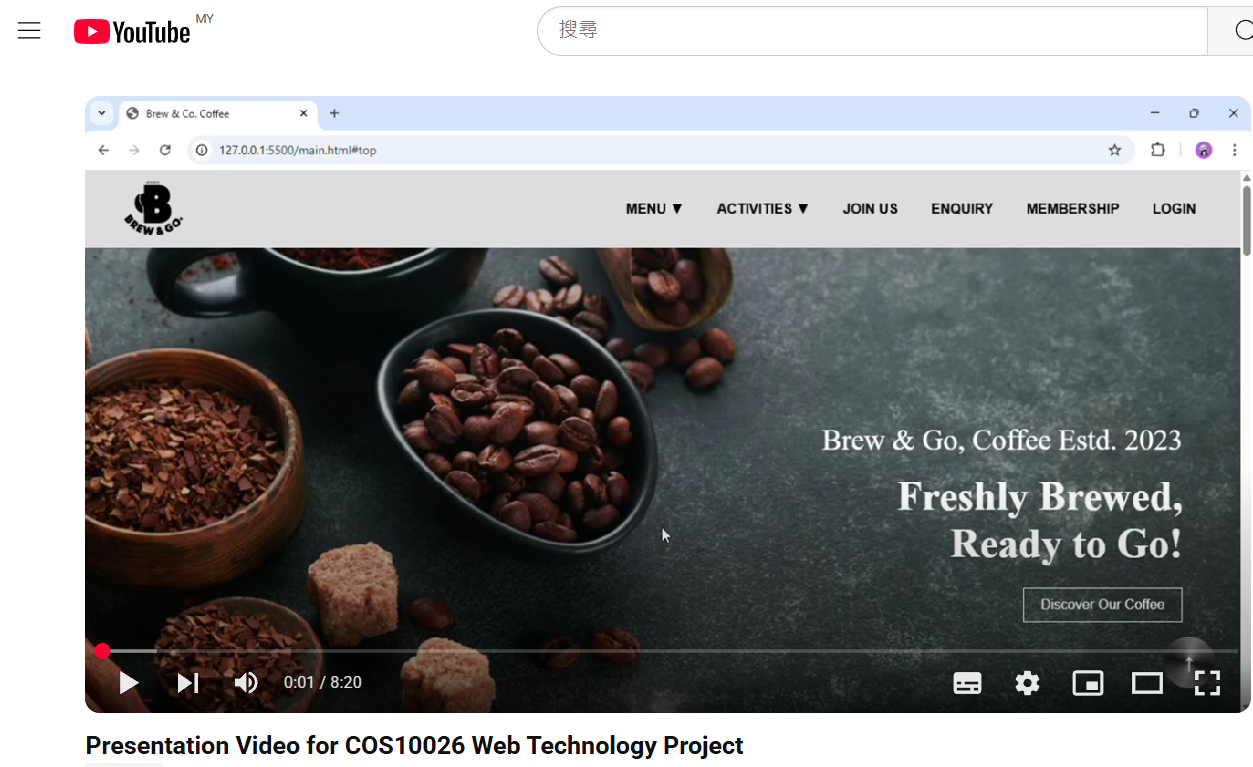 YouTube MY
搜尋
Brew & Co. Coffee
127.0.0.1:5500/main.html#top
B
BREW & GO.
MENU ▼ ACTIVITIES ▼ JOIN US ENQUIRY MEMBERSHIP LOGIN
Brew & Go, Coffee Estd. 2023
Freshly Brewed,
Ready to Go!
Discover Our Coffee
0:01 / 8:20
Presentation Video for COS10026 Web Technology Project